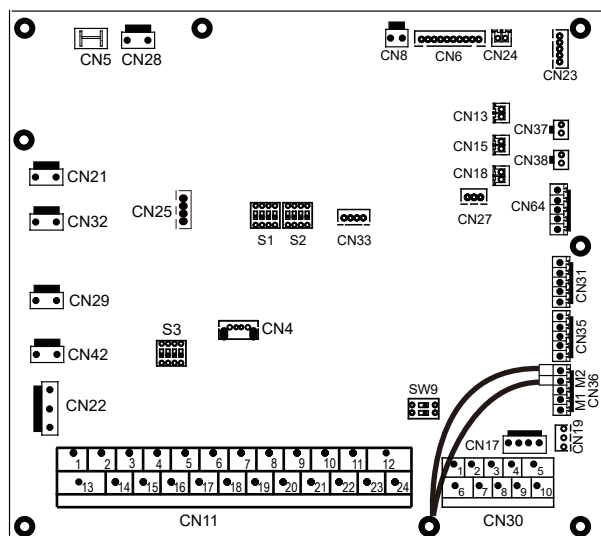 CN5
CN28
CN8
CN6
CN24
CN23
CN13
CN37
CN15
CN38
CN18
CN21
CN32
CN25
S1
S2
CN33
CN27
CN64
CN31
CN29
S3
CN4
CN35
CN42
CN22
SW9
M2
M1
CN36
CN17
CN19
1 2 3 4 5 6 7 8 9 10 11 12
13 14 15 16 17 18 19 20 21 22 23 24
CN11
1 2 3 4 5
6 7 8 9 10
CN30